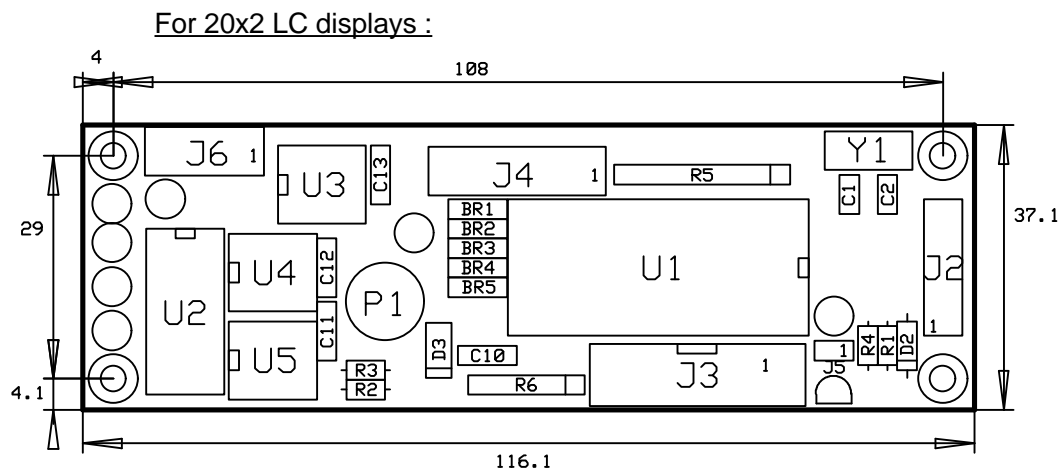 For 20x2 LC displays :
4
108
J6 1
U3
C13
J4 1
R5
Y1
C1
C2
29
37.1
BR1
BR2
BR3
BR4
BR5
U1
J2
1
U2
U4
C12
P1
U5
C11
D3
C10
R3
R2
R6
J3 1
1
J5
R4
R1
D2
4.1
116.1